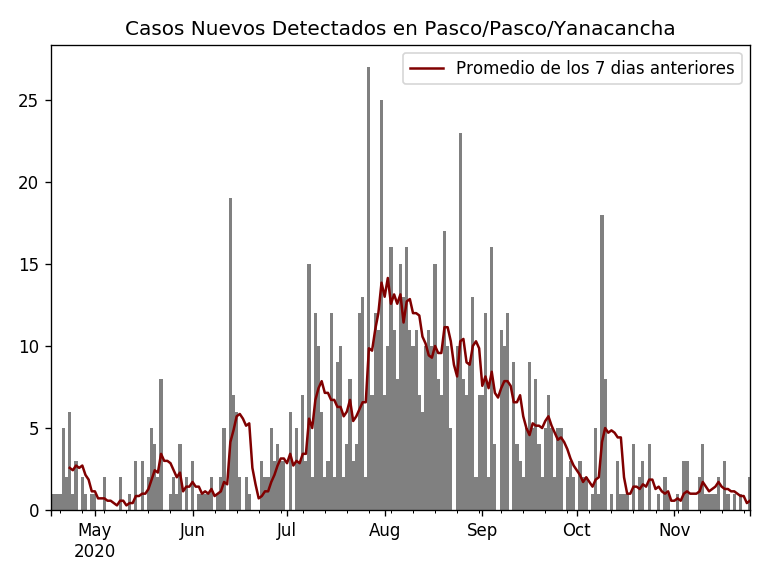 Casos Nuevos Detectados en Pasco/Pasco/Yanacancha
Promedio de los 7 dias anteriores
25
20
15
10
5
0
May Jun Jul Aug Sep Oct Nov
2020